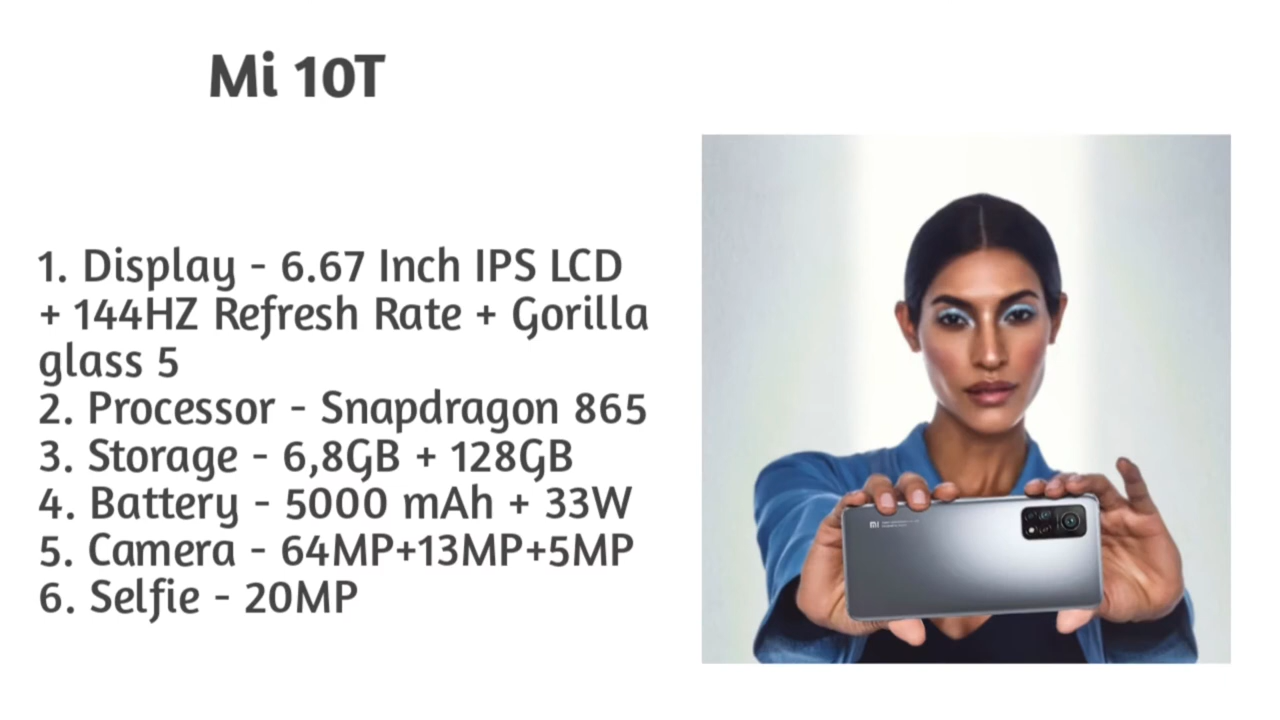 Mi 10T
1. Display - 6.67 Inch IPS LCD
+ 144HZ Refresh Rate + Gorilla
glass 5
2. Processor - Snapdragon 865
3. Storage - 6,8GB + 128GB
4. Battery - 5000 mAh + 33W
5. Camera - 64MP+13MP+5MP
6. Selfie - 20MP
mi